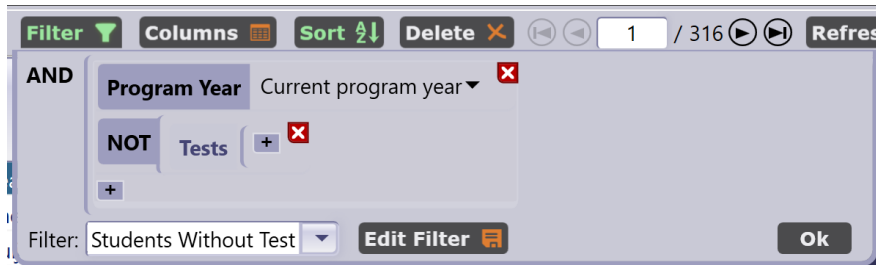 Filter Columns Sort Delete 1 / 316 Refres
AND Program Year Current program year
NOT Tests +
+
Filter: Students Without Test Edit Filter Ok